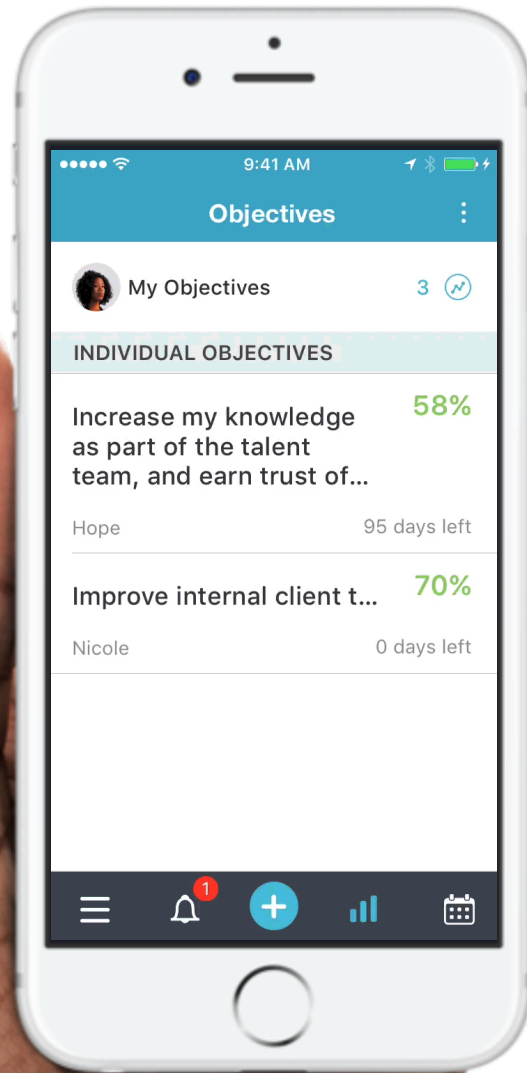 9:41 AM
Objectives
My Objectives 3
INDIVIDUAL OBJECTIVES
58%
Increase my knowledge
as part of the talent
team, and earn trust of...
Hope 95 days left
Improve internal client t... 70%
Nicole 0 days left
1